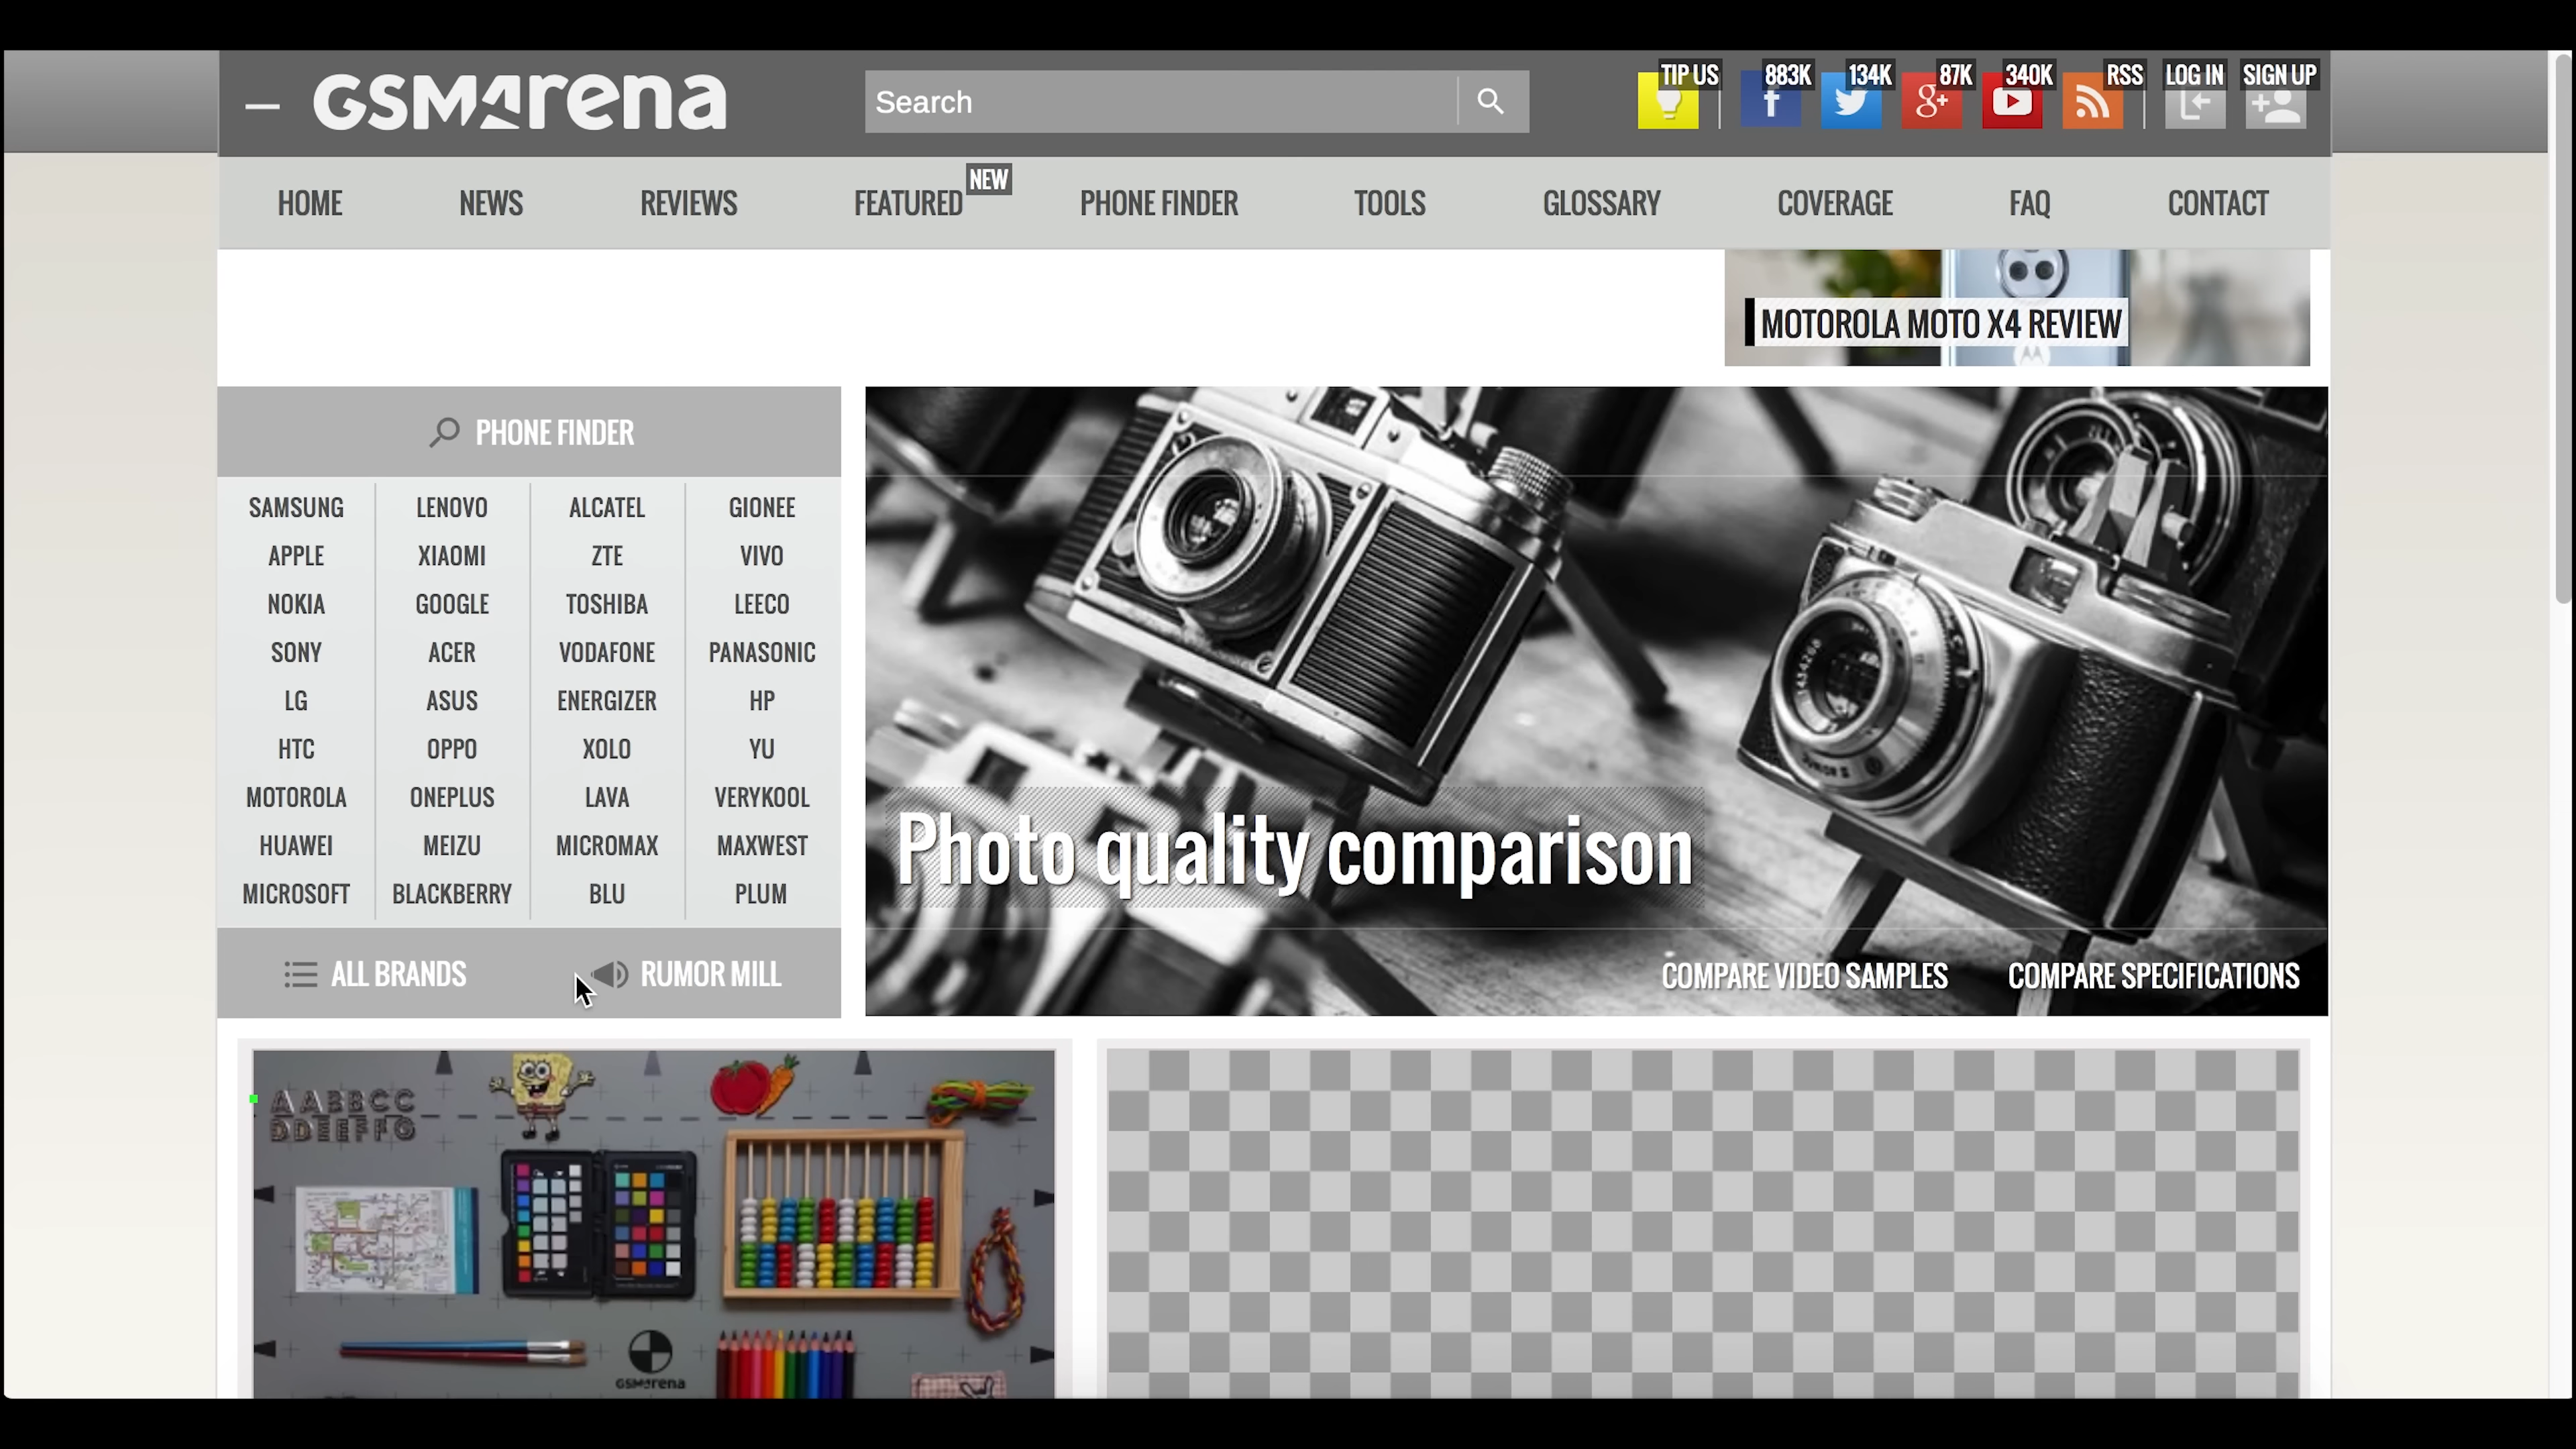 GSMArena
Search
TIP US
883K
134K
87K
340K
RSS
LOG IN
SIGN UP
HOME
NEWS
REVIEWS
FEATURED
NEW
PHONE FINDER
TOOLS
GLOSSARY
COVERAGE
FAQ
CONTACT
MOTOROLA MOTO X4 REVIEW
PHONE FINDER
SAMSUNG LENOVO ALCATEL GIONEE
APPLE XIAOMI ZTE VIVO
NOKIA GOOGLE TOSHIBA LEECO
SONY ACER VODAFONE PANASONIC
LG ASUS ENERGIZER HP
HTC OPPO XOLO YU
MOTOROLA ONEPLUS LAVA VERYKOOL
HUAWEI MEIZU MICROMAX MAXWEST
MICROSOFT BLACKBERRY BLU PLUM
ALL BRANDS
RUMOR MILL
Photo quality comparison
COMPARE VIDEO SAMPLES
COMPARE SPECIFICATIONS
AABBCC
DDEEFFG
GSMArena